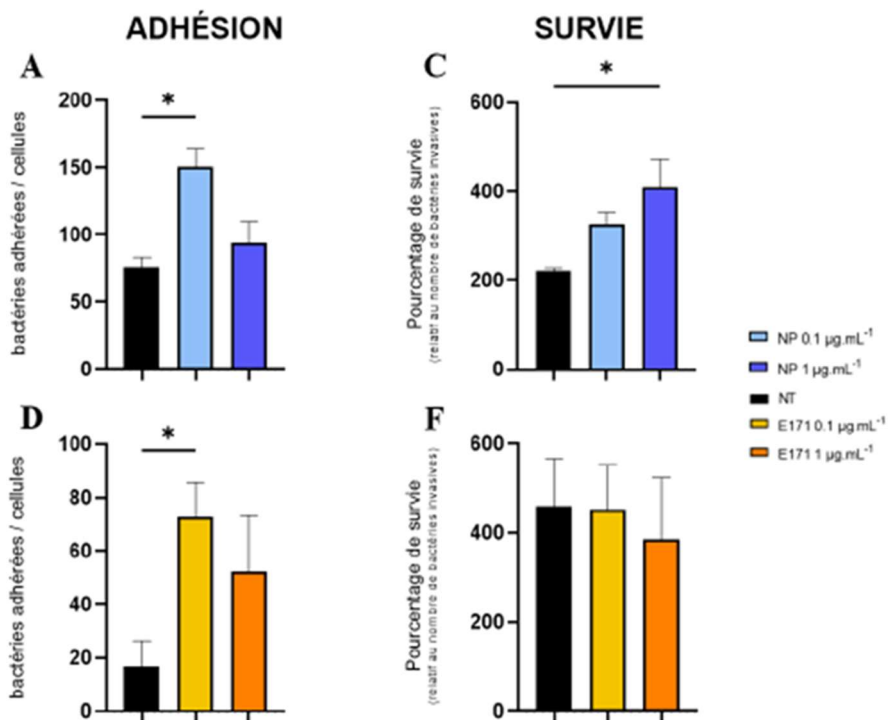 ADHÉSION
SURVIE
A
bactéries adhérées / cellules
200
150
100
50
0
*
C
Pourcentage de survie
(relatif au nombre de bactéries invasives)
600
400
200
0
*
NP 0.1 µg.mL⁻¹
NP 1 µg.mL⁻¹
NT
E171 0.1 µg.mL⁻¹
E171 1 µg.mL⁻¹
D
bactéries adhérées / cellules
100
80
60
40
20
0
*
F
Pourcentage de survie
(relatif au nombre de bactéries invasives)
600
400
200
0